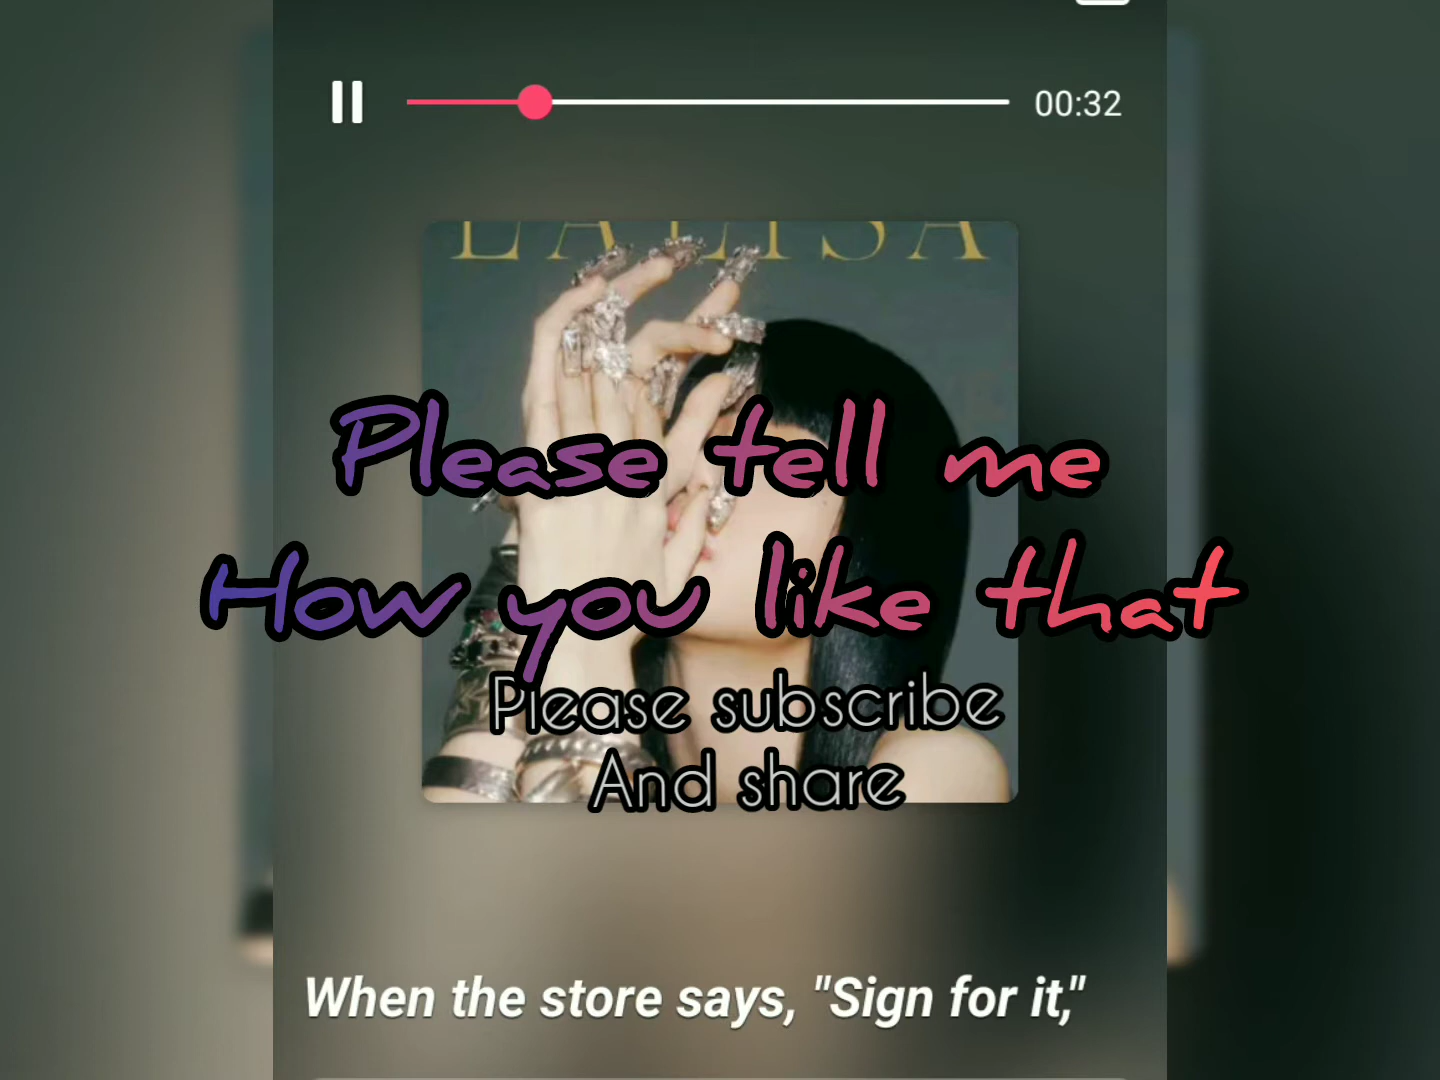 00:32
LALISA
Please tell me
How you like that
Please subscribe
And share
When the store says, "Sign for it,"